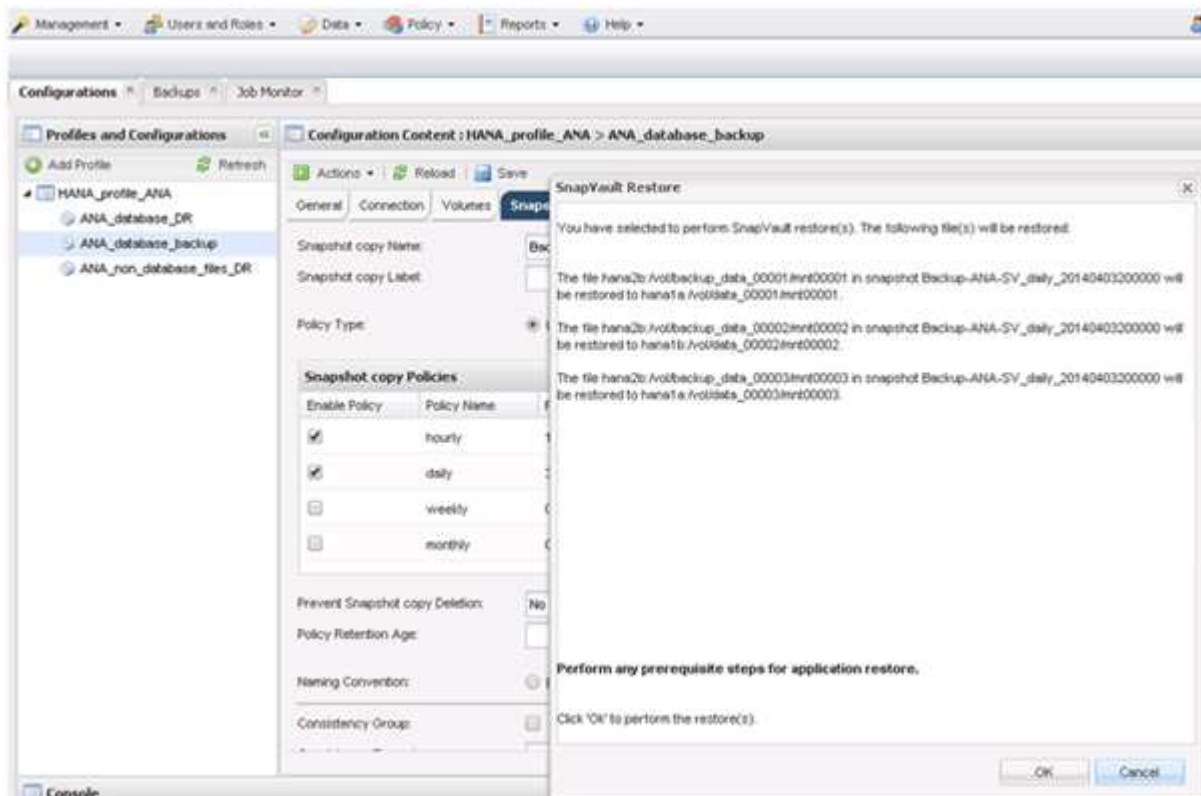 Management Users and Roles Data Policy Reports Help
Configurations Backups Job Monitor
Profiles and Configurations
Add Profile Refresh
HANA_profile_ANA
ANA_database_DR
ANA_database_backup
ANA_non_database_files_DR
Configuration Content : HANA_profile_ANA > ANA_database_backup
Actions Reload Save
General Connection Volumes Snaps
Snapshot copy Name: Bac
Snapshot copy Label:
Policy Type:
Snapshot copy Policies
Enable Policy Policy Name
hourly
daily
weekly
monthly
Prevent Snapshot copy Deletion: No
Policy Retention Age:
Naming Convention:
Consistency Group:
Console
SnapVault Restore
You have selected to perform SnapVault restore(s). The following file(s) will be restored.
The file hana2b:/vol/backup_data_00001/mnt00001 in snapshot Backup-ANA-SV_daily_20140403200000 will
be restored to hana1a:/vol/data_00001/mnt00001.
The file hana2b:/vol/backup_data_00002/mnt00002 in snapshot Backup-ANA-SV_daily_20140403200000 will
be restored to hana1b:/vol/data_00002/mnt00002.
The file hana2b:/vol/backup_data_00003/mnt00003 in snapshot Backup-ANA-SV_daily_20140403200000 will
be restored to hana1a:/vol/data_00003/mnt00003.
Perform any prerequisite steps for application restore.
Click 'OK' to perform the restore(s).
OK Cancel